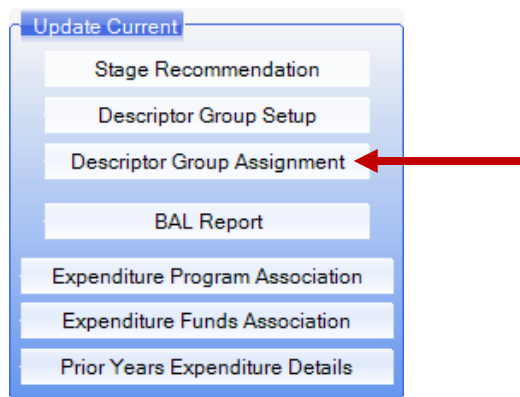 Update Current
Stage Recommendation
Descriptor Group Setup
Descriptor Group Assignment
BAL Report
Expenditure Program Association
Expenditure Funds Association
Prior Years Expenditure Details